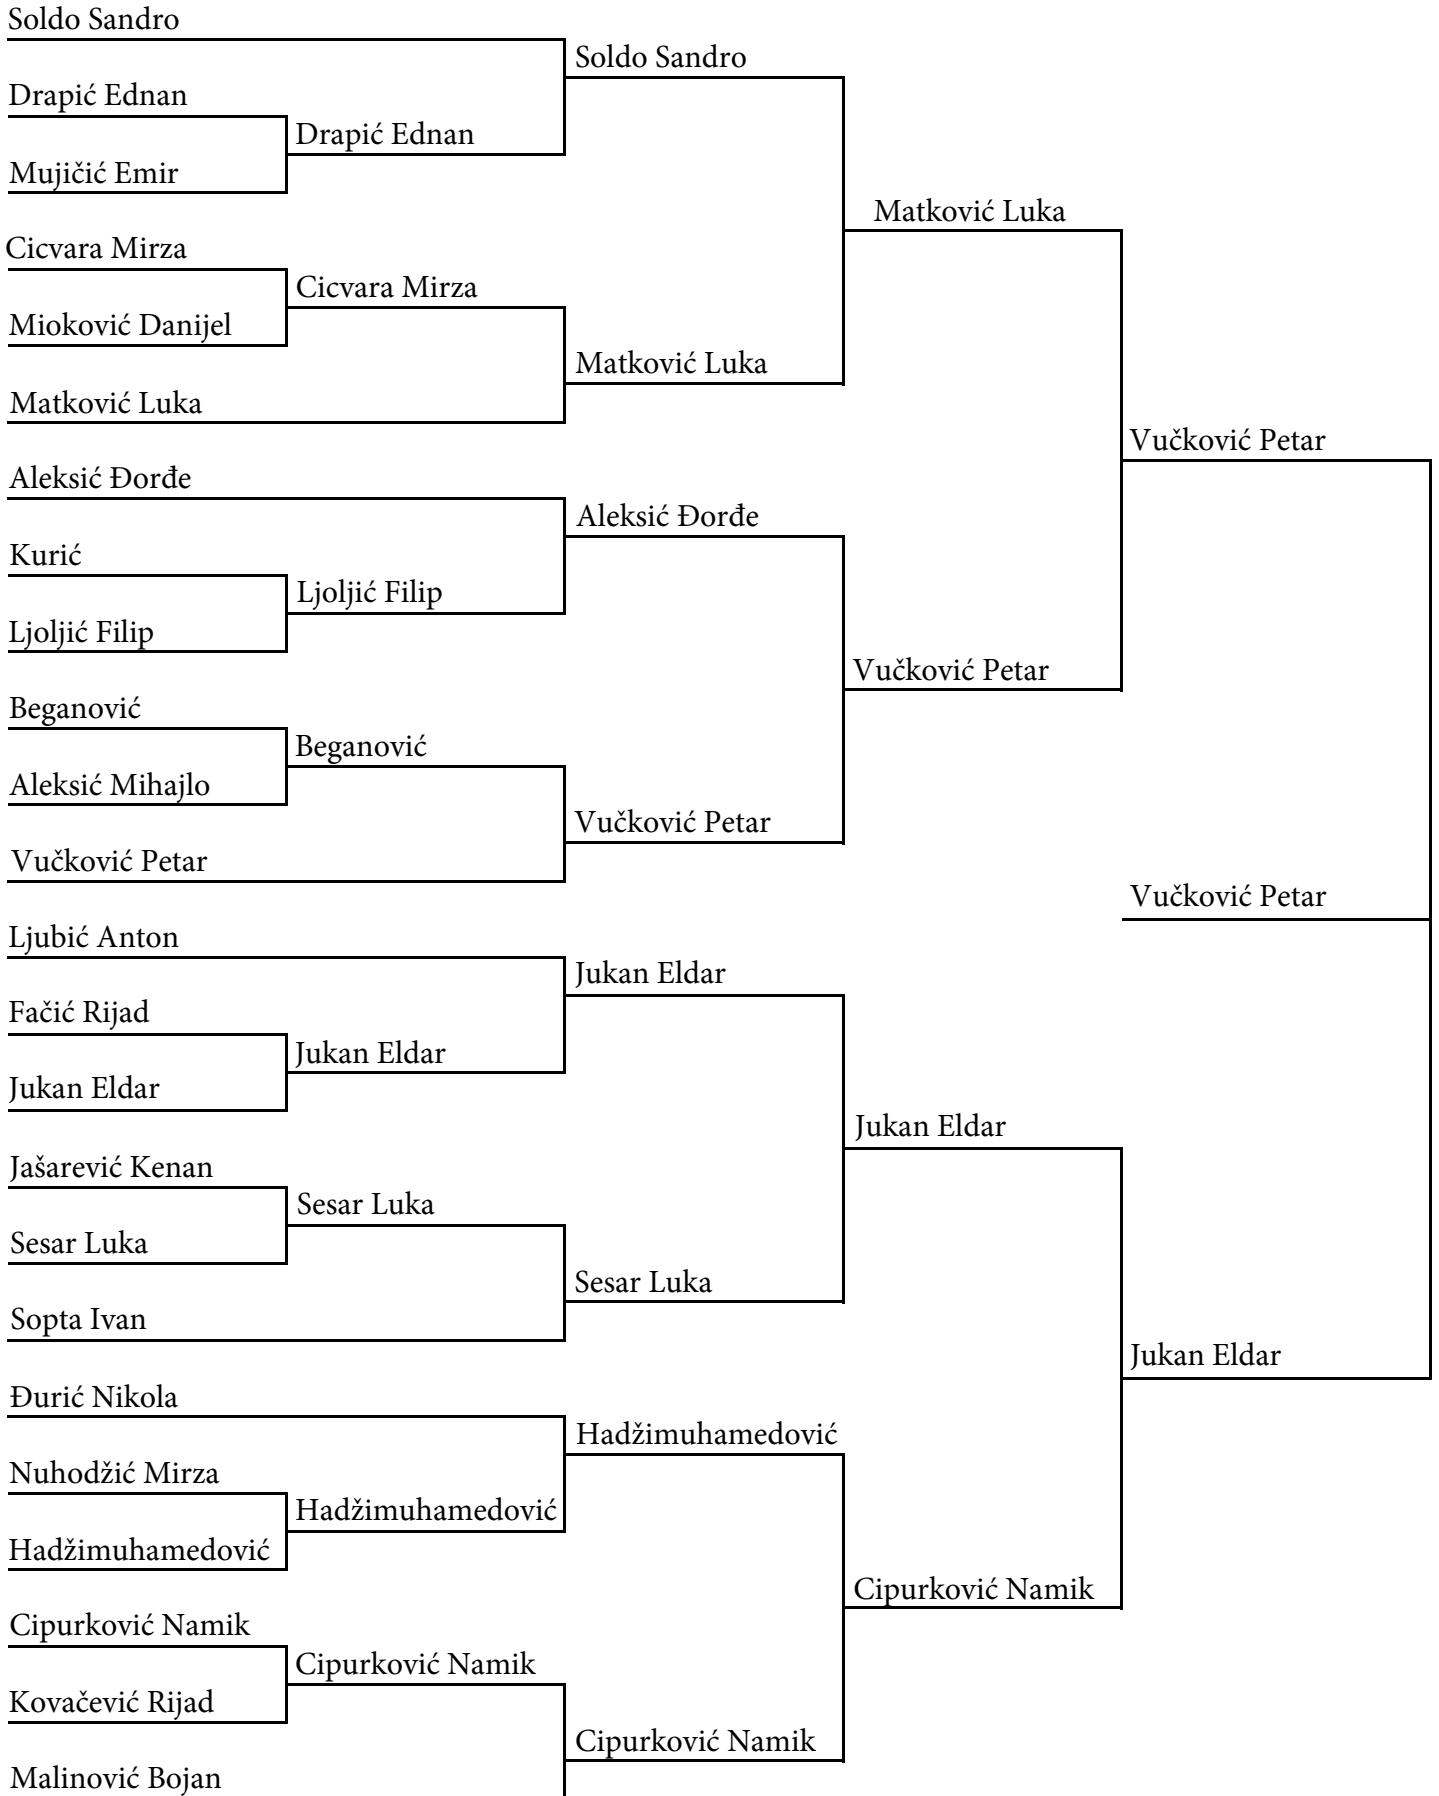 Soldo Sandro
Soldo Sandro
Drapić Ednan
Drapić Ednan
Mujičić Emir
Matković Luka
Cicvara Mirza
Cicvara Mirza
Mioković Danijel
Matković Luka
Matković Luka
Vučković Petar
Aleksić Đorđe
Aleksić Đorđe
Kurić
Ljoljić Filip
Ljoljić Filip
Vučković Petar
Beganović
Beganović
Aleksić Mihajlo
Vučković Petar
Vučković Petar
Vučković Petar
Ljubić Anton
Jukan Eldar
Fačić Rijad
Jukan Eldar
Jukan Eldar
Jukan Eldar
Jašarević Kenan
Sesar Luka
Sesar Luka
Sesar Luka
Sopta Ivan
Jukan Eldar
Đurić Nikola
Hadžimuhamedović
Nuhodžić Mirza
Hadžimuhamedović
Hadžimuhamedović
Cipurković Namik
Cipurković Namik
Cipurković Namik
Kovačević Rijad
Cipurković Namik
Malinović Bojan